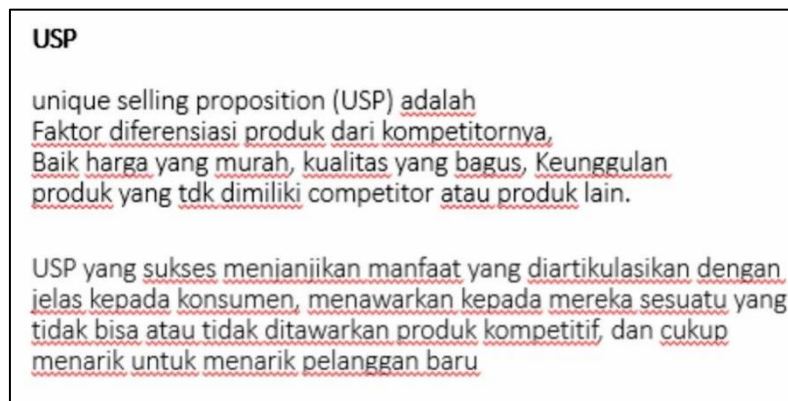 USP
unique selling proposition (USP) adalah
Faktor diferensiasi produk dari kompetitornya,
Baik harga yang murah, kualitas yang bagus, Keunggulan
produk yang tdk dimiliki competitor atau produk lain.
USP yang sukses menjanjikan manfaat yang diartikulasikan dengan
jelas kepada konsumen, menawarkan kepada mereka sesuatu yang
tidak bisa atau tidak ditawarkan produk kompetitif, dan cukup
menarik untuk menarik pelanggan baru